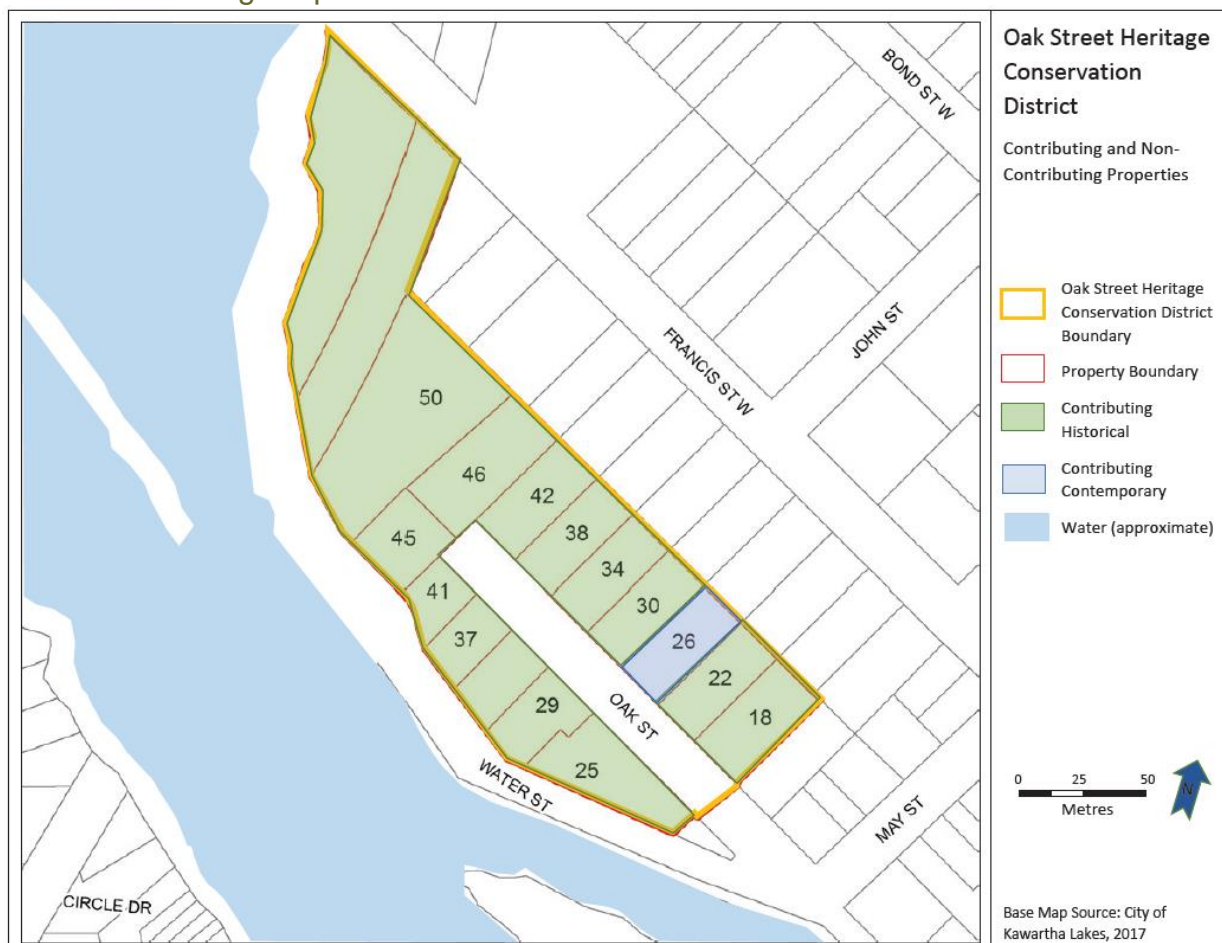 BOND ST W
JOHN ST
FRANCIS ST W
50
46
42
38
34
30
26
22
18
45
41
37
29
25
OAK ST
WATER ST
MAY ST
CIRCLE DR
Oak Street Heritage
Conservation
District
Contributing and Non-
Contributing Properties
Oak Street Heritage
Conservation District
Boundary
Property Boundary
Contributing
Historical
Contributing
Contemporary
Water (approximate)
0 25 50
Metres
N
Base Map Source: City of
Kawartha Lakes, 2017